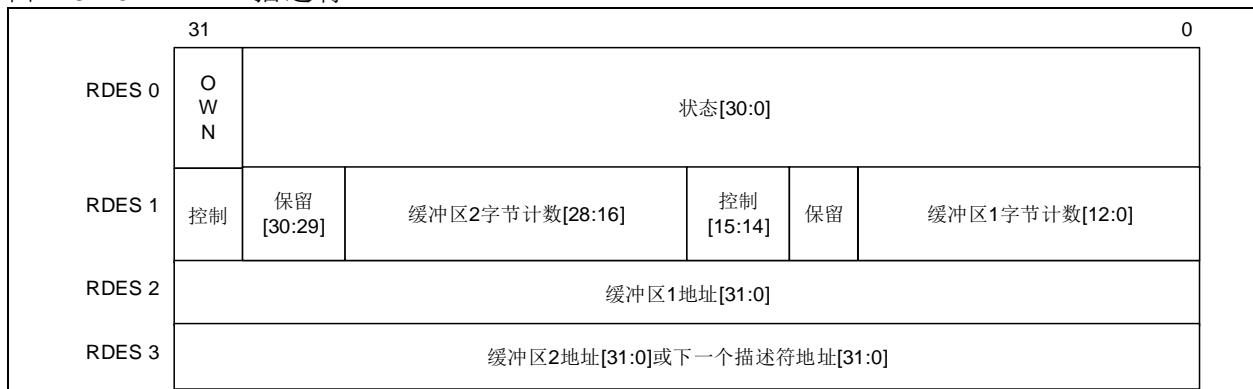 31 0
RDES 0
O
W
N
状态[30:0]
RDES 1
控制
保留
[30:29]
缓冲区2字节计数[28:16]
控制
[15:14]
保留
缓冲区1字节计数[12:0]
RDES 2
缓冲区1地址[31:0]
RDES 3
缓冲区2地址[31:0]或下一个描述符地址[31:0]